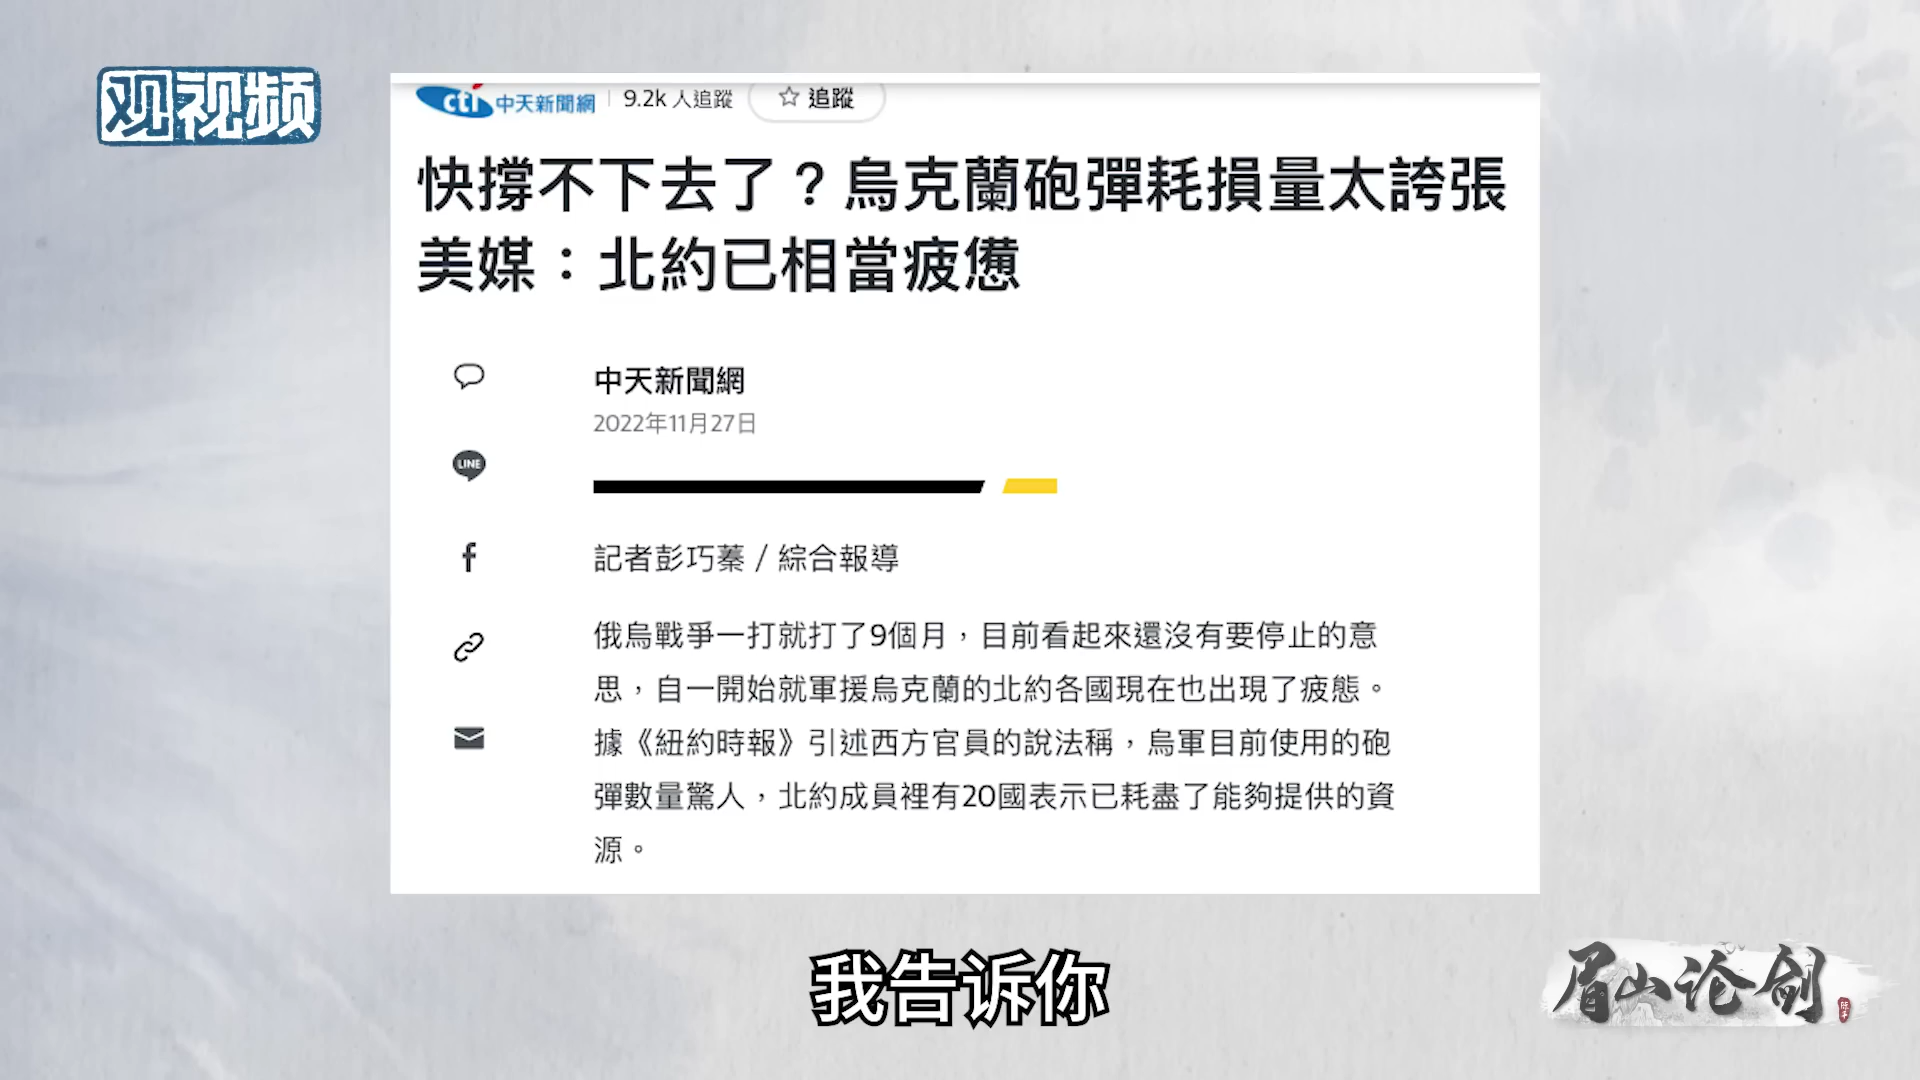 观视频
cti 中天新聞網 9.2k 人追蹤 追蹤
快撐不下去了？烏克蘭砲彈耗損量太誇張
美媒：北約已相當疲憊
中天新聞網
2022年11月27日
LINE
記者彭巧蓁 / 綜合報導
俄烏戰爭一打就打了9個月，目前看起來還沒有要停止的意
思，自一開始就軍援烏克蘭的北約各國現在也出現了疲態。
據《紐約時報》引述西方官員的說法稱，烏軍目前使用的砲
彈數量驚人，北約成員裡有20國表示已耗盡了能夠提供的資
源。
我告诉你
眉山论剑